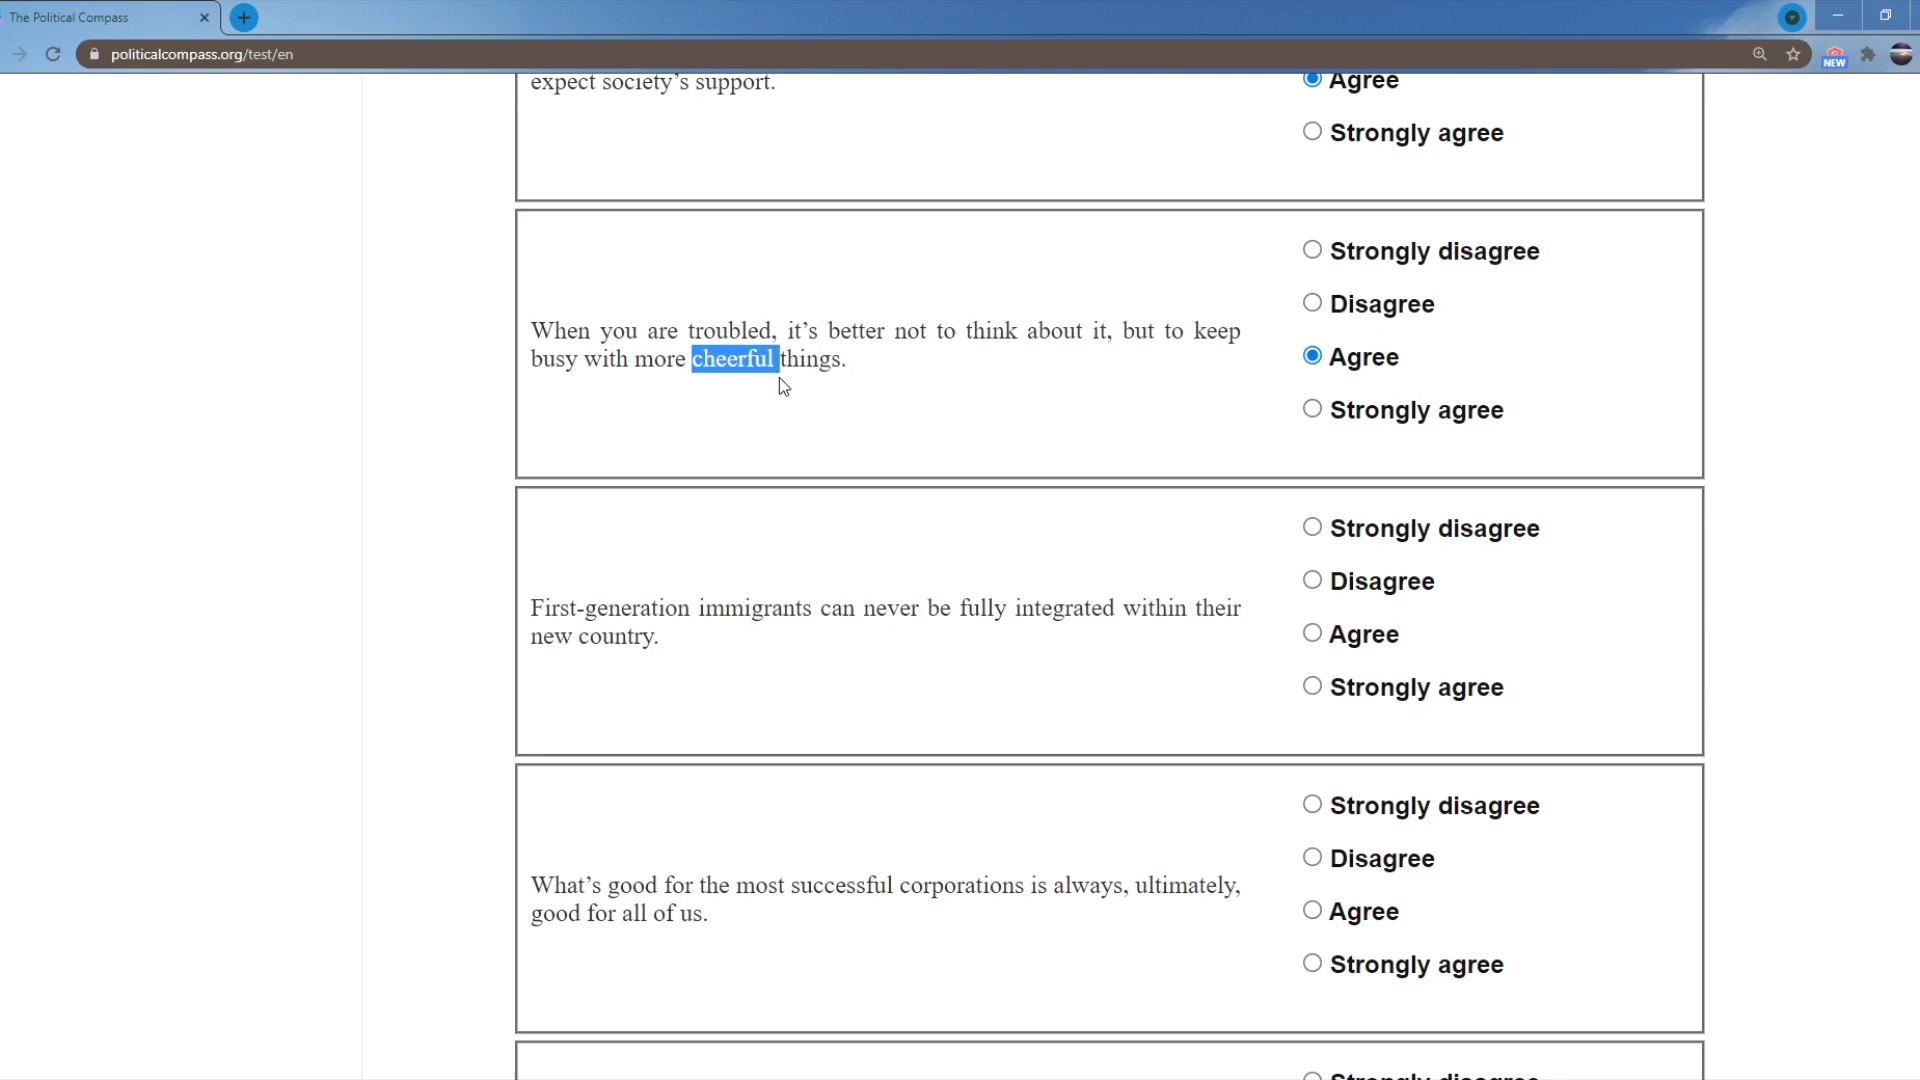 The Political Compass
politicalcompass.org/test/en
NEW
expect society’s support.
Agree
Strongly agree
When you are troubled, it’s better not to think about it, but to keep
busy with more cheerful things.
Strongly disagree
Disagree
Agree
Strongly agree
First-generation immigrants can never be fully integrated within their
new country.
Strongly disagree
Disagree
Agree
Strongly agree
What’s good for the most successful corporations is always, ultimately,
good for all of us.
Strongly disagree
Disagree
Agree
Strongly agree
Strongly disagree